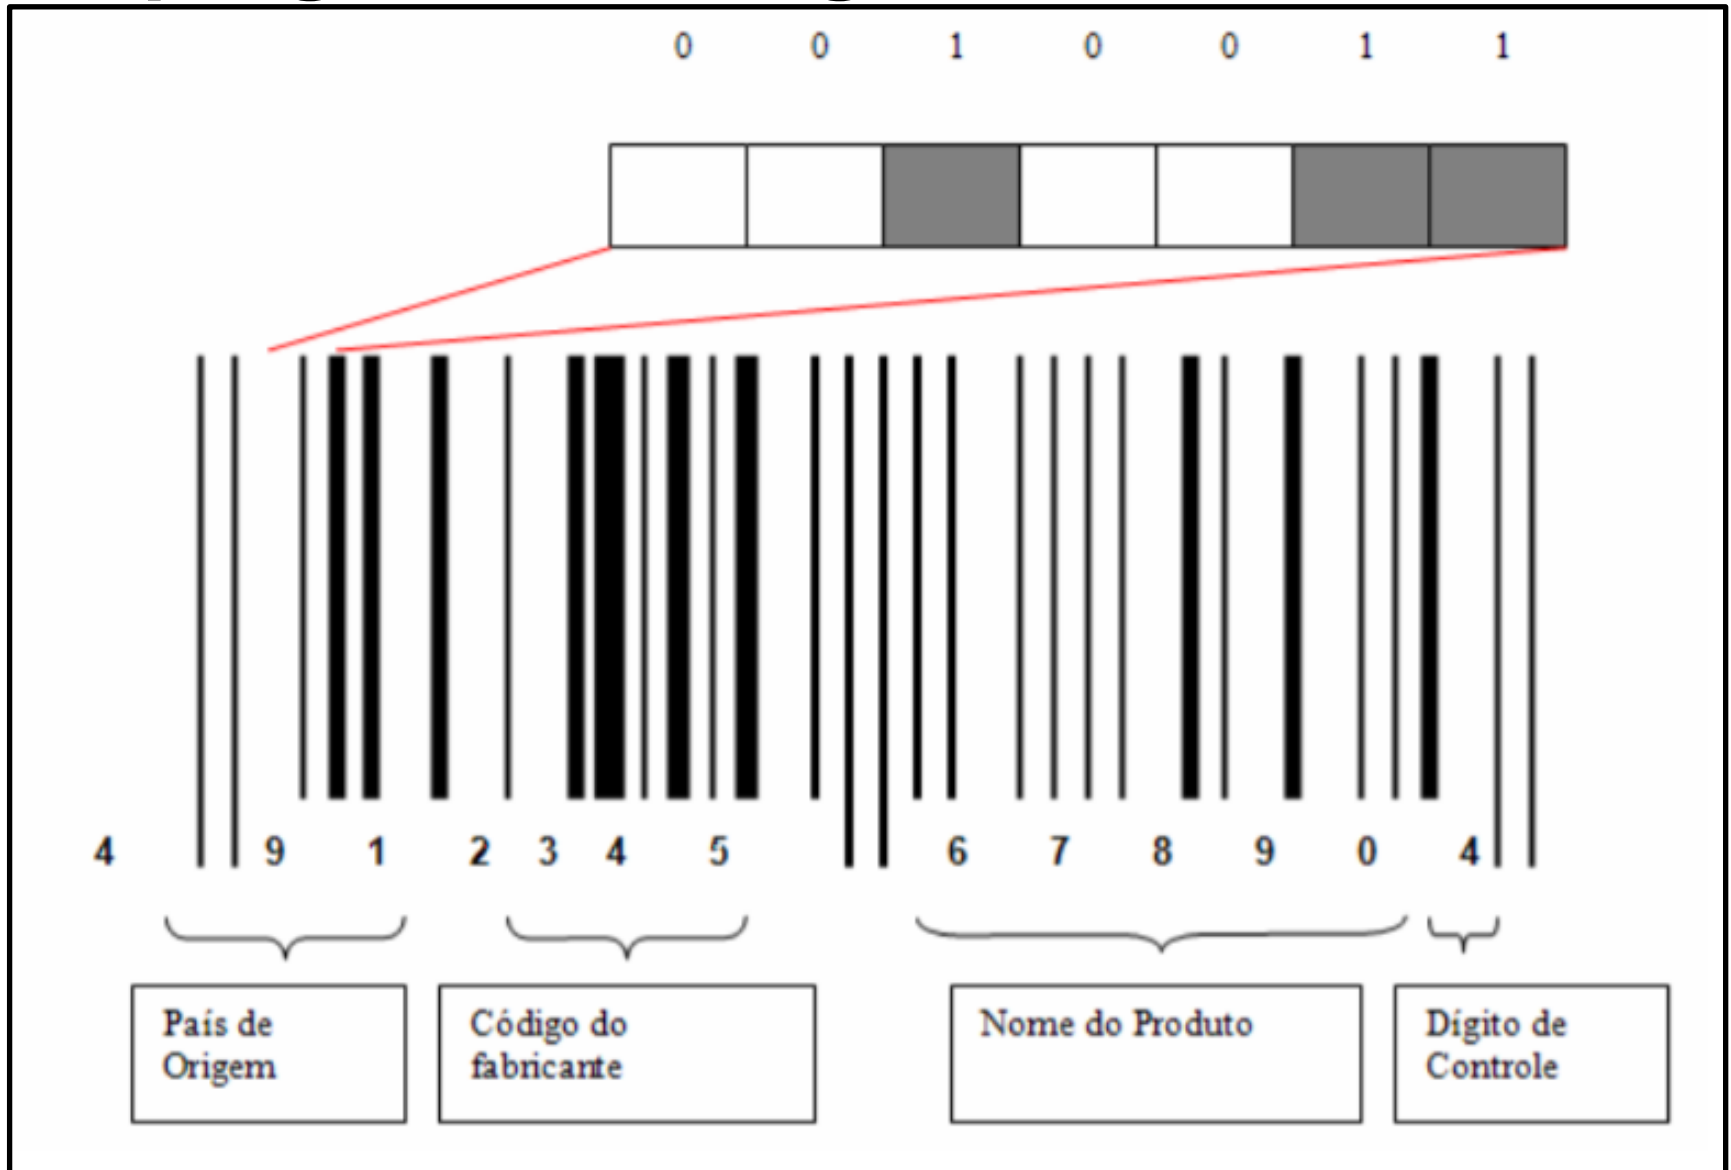 0 0 1 0 0 1 1
4 9 1 2 3 4 5 6 7 8 9 0 4
País de
Origem
Código do
fabricante
Nome do Produto
Dígito de
Controle